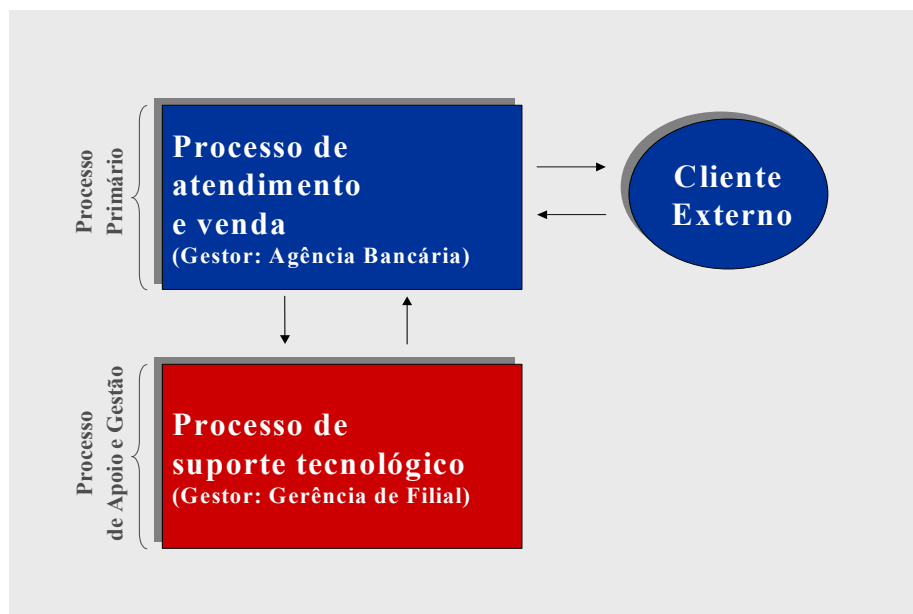 Processo
Primário
Processo de
atendimento
e venda
(Gestor: Agência Bancária)
Cliente
Externo
Processo
de Apoio e Gestão
Processo de
suporte tecnológico
(Gestor: Gerência de Filial)